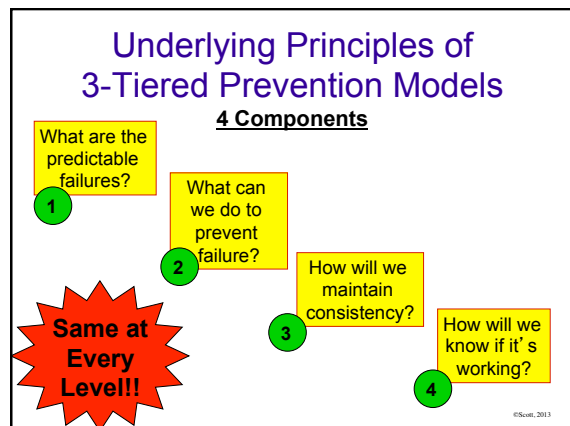 Underlying Principles of
3-Tiered Prevention Models
4 Components
What are the
predictable
failures?
1
What can
we do to
prevent
failure?
2
How will we
maintain
consistency?
3
How will we
know if it's
working?
4
Same at
Every
Level!!
©Scott, 2013